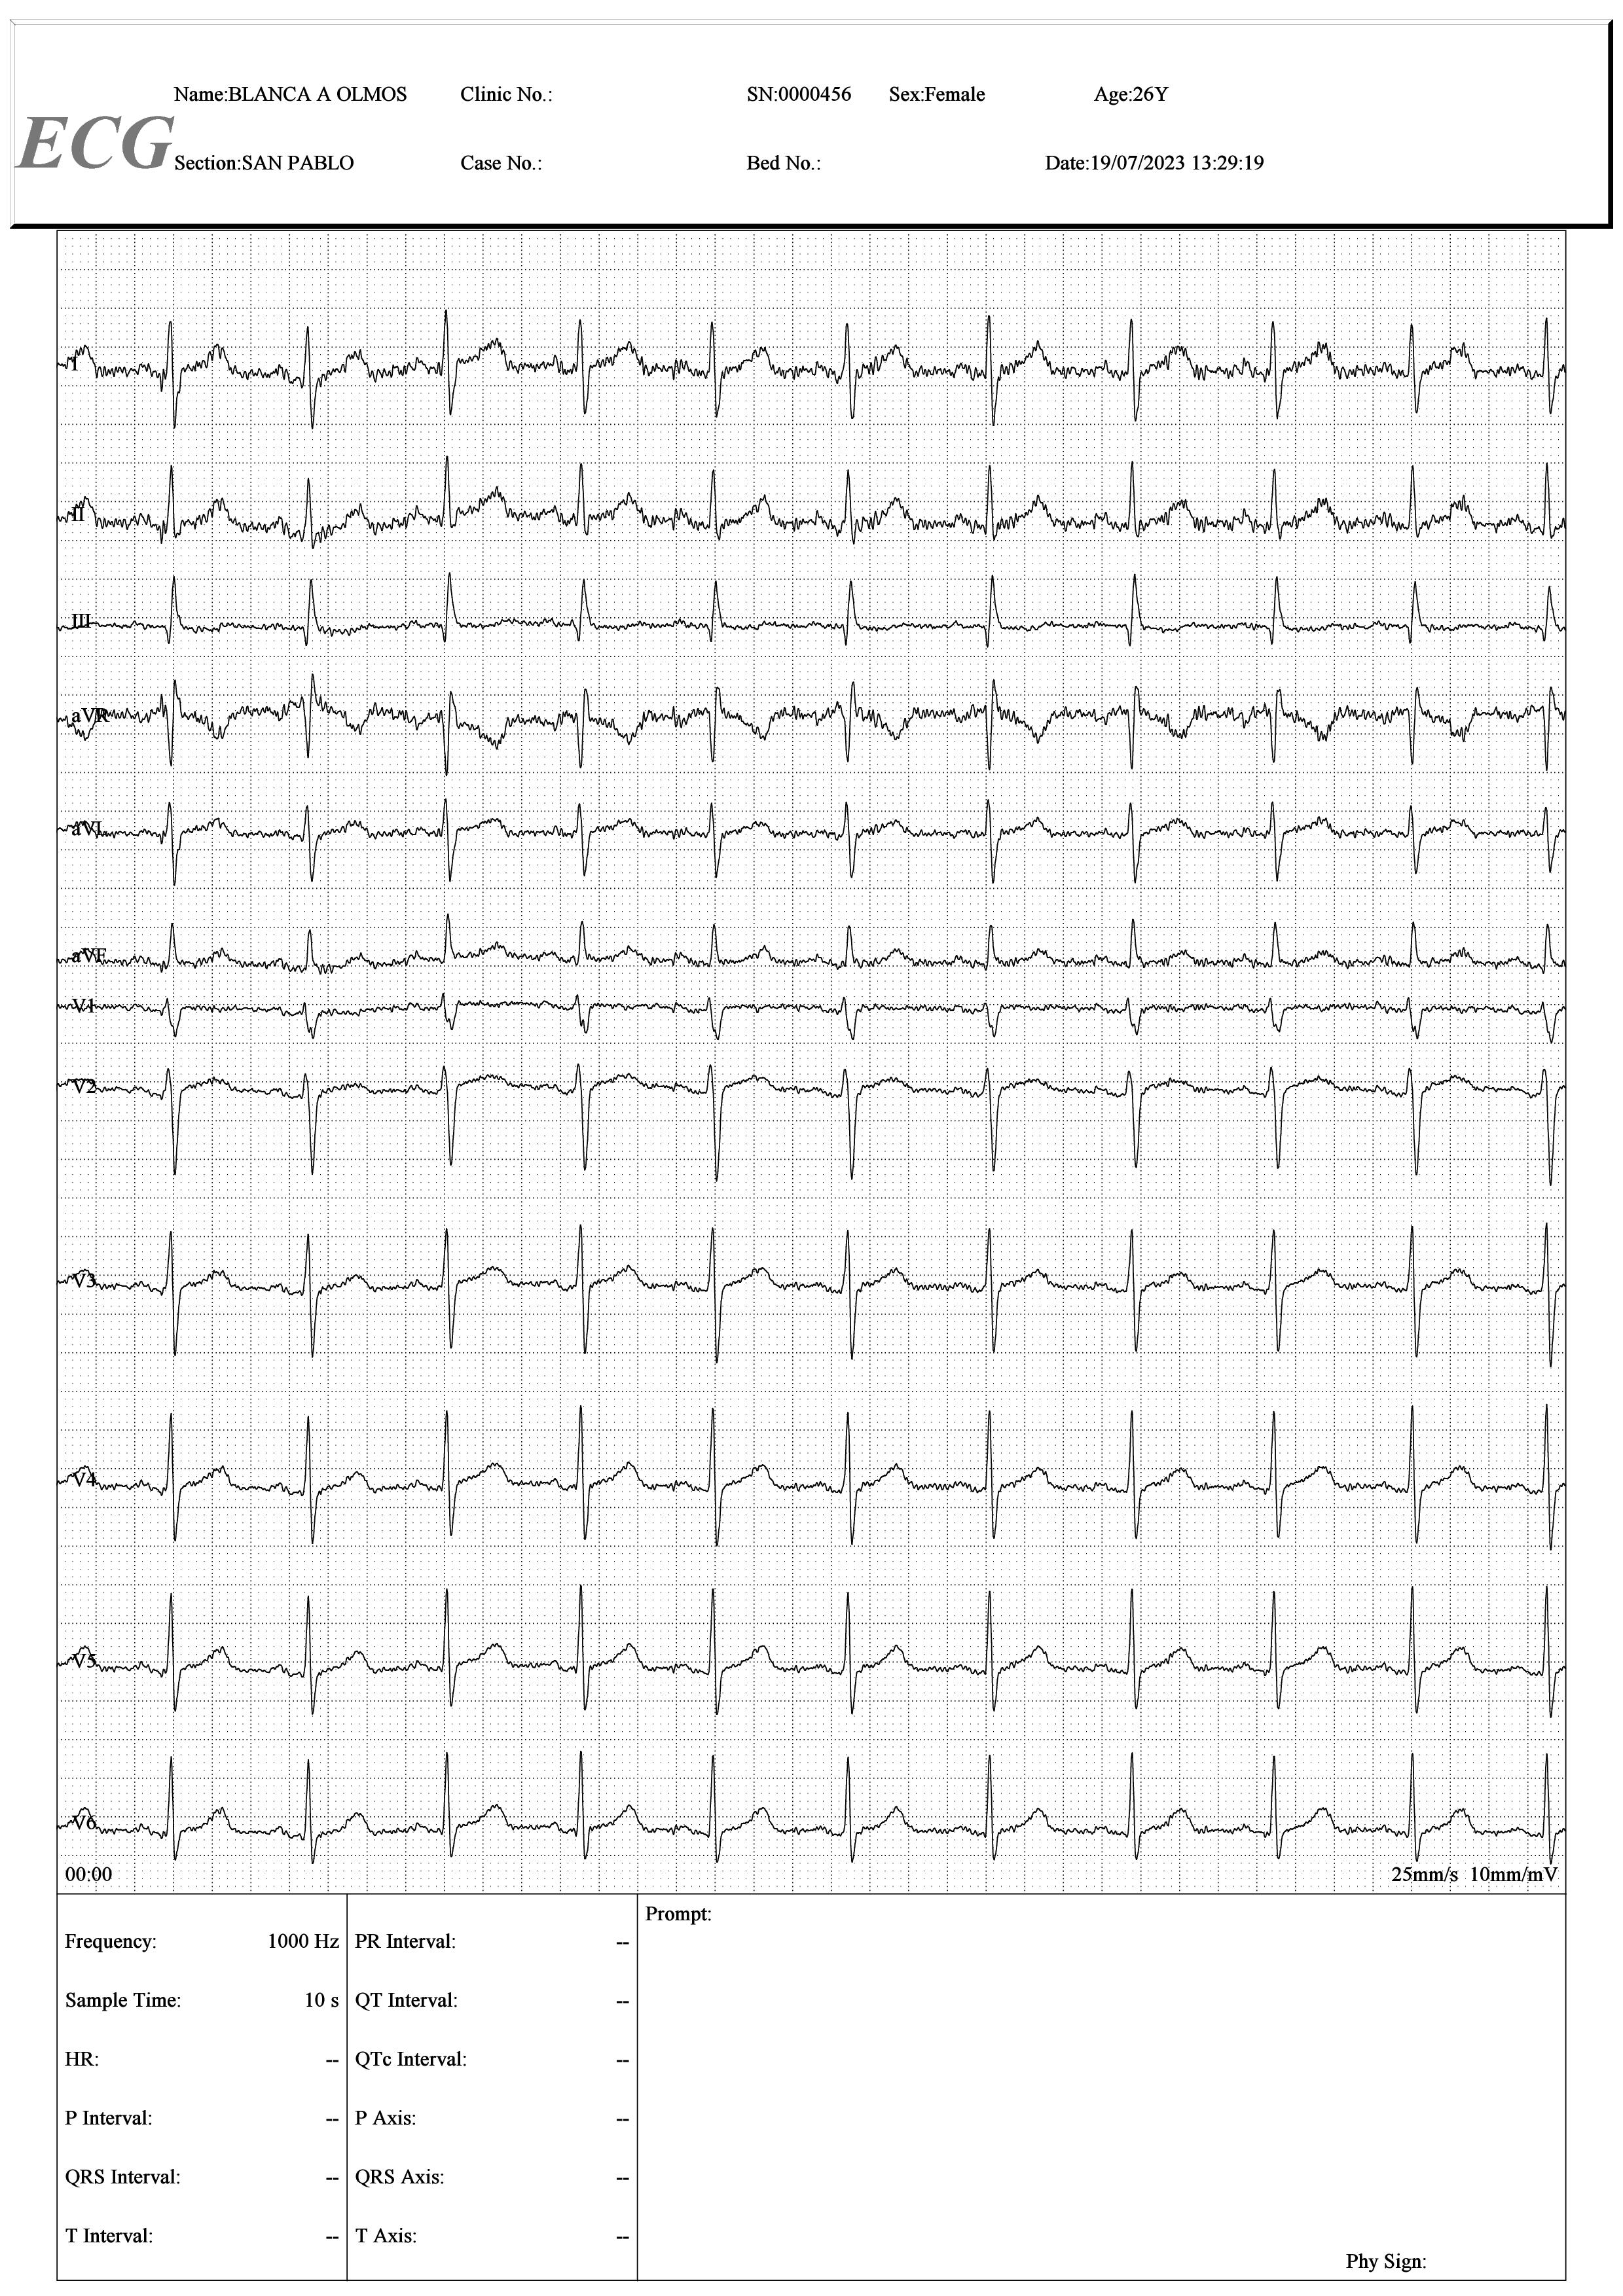 Name:BLANCA A OLMOS Clinic No.: SN:0000456 Sex:Female Age:26Y
ECG
Section:SAN PABLO Case No.: Bed No.: Date:19/07/2023 13:29:19
I
II
III
aVR
aVL
aVF
V1
V2
V3
V4
V5
V6
00:00 25mm/s 10mm/mV
Prompt:
Frequency: 1000 Hz PR Interval: --
Sample Time: 10 s QT Interval: --
HR: -- QTc Interval: --
P Interval: -- P Axis: --
QRS Interval: -- QRS Axis: --
T Interval: -- T Axis: --
Phy Sign: